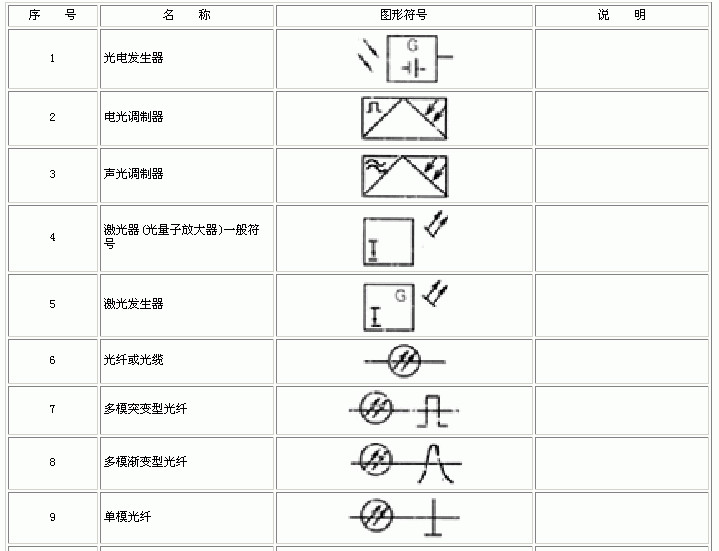 序 号 名 称 图形符号 说 明
1 光电发生器 G
2 电光调制器
3 声光调制器
4 激光器(光量子放大器)一般符
号
5 激光发生器 G
6 光纤或光缆
7 多模突变型光纤
8 多模渐变型光纤
9 单模光纤